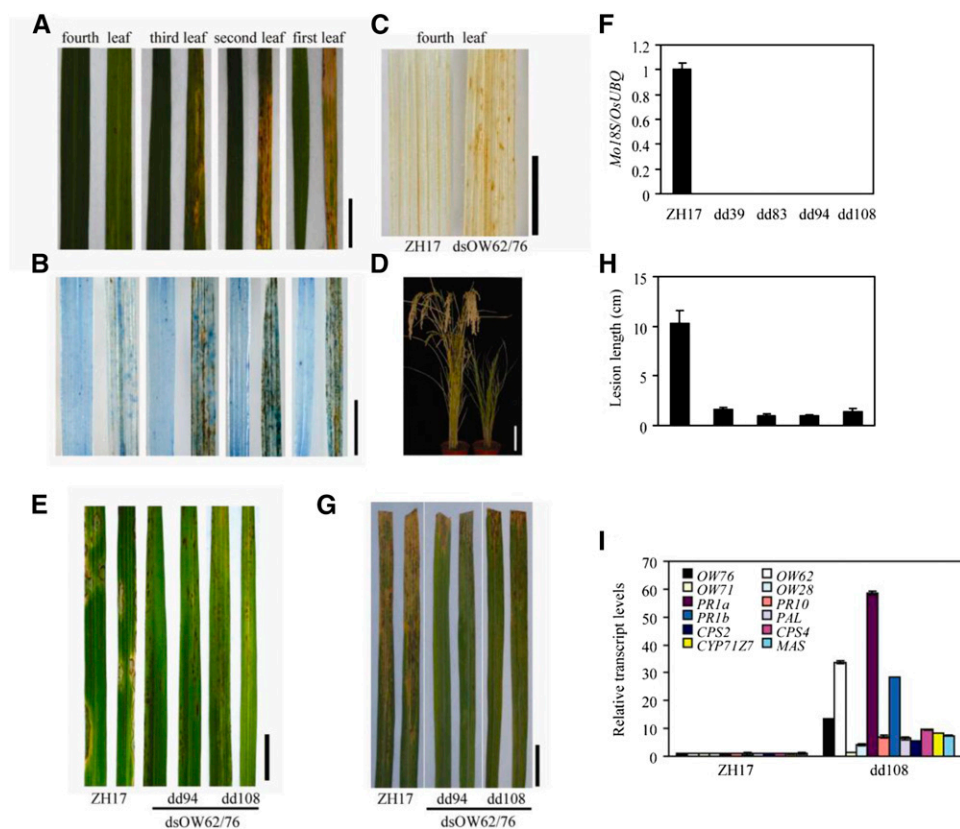 A
fourth leaf third leaf second leaf first leaf
B
C
fourth leaf
ZH17 dsOW62/76
D
E
ZH17 dd94 dd108
dsOW62/76
F
Mo18S/OsUBQ
1.4
1.2
1
0.8
0.6
0.4
0.2
0
ZH17 dd39 dd83 dd94 dd108
G
ZH17 dd94 dd108
dsOW62/76
H
Lesion length (cm)
15
10
5
0
I
Relative transcript levels
70
60
50
40
30
20
10
0
OW76 OW62
OW71 OW28
PR1a PR10
PR1b PAL
CPS2 CPS4
CYP71Z7 MAS
ZH17 dd108